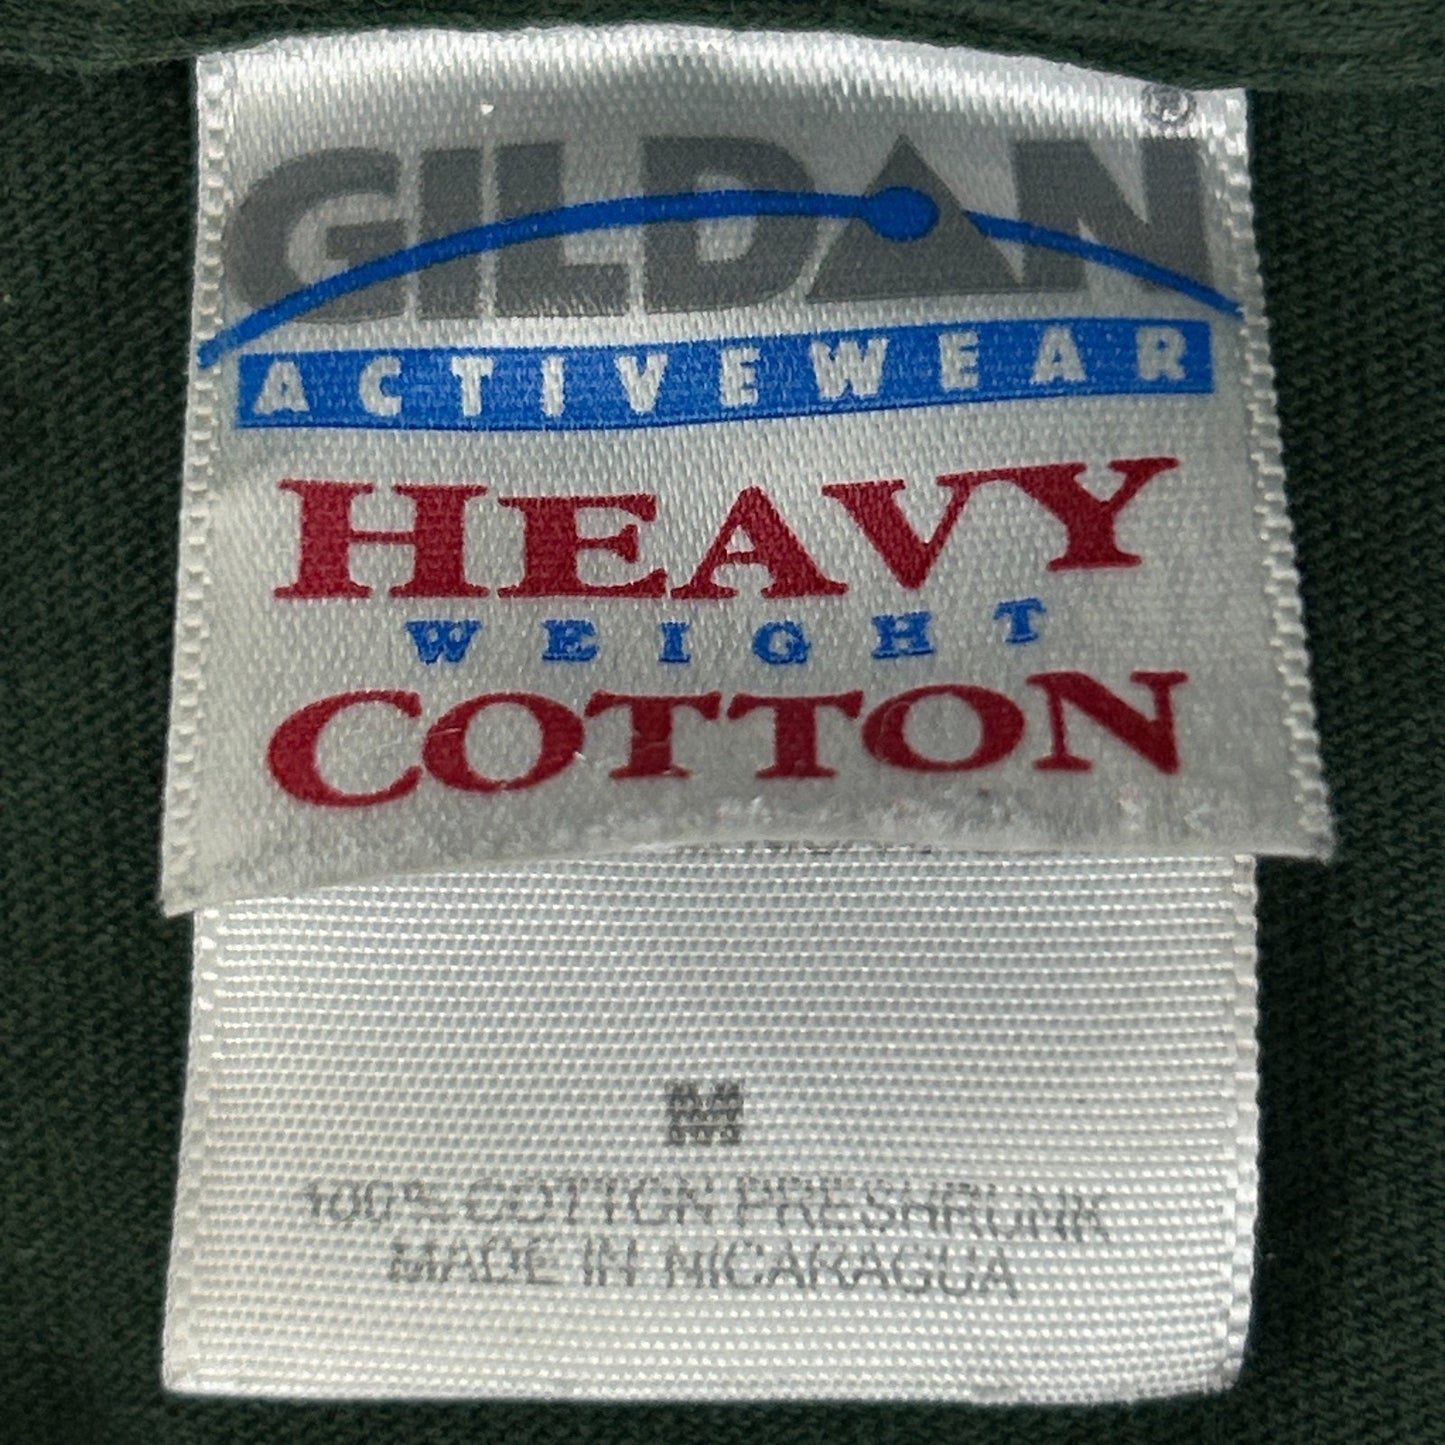 GILDAN®
ACTIVEWEAR
HEAVY
WEIGHT
COTTON
M
100% COTTON PRESHRUNK
MADE IN NICARAGUA